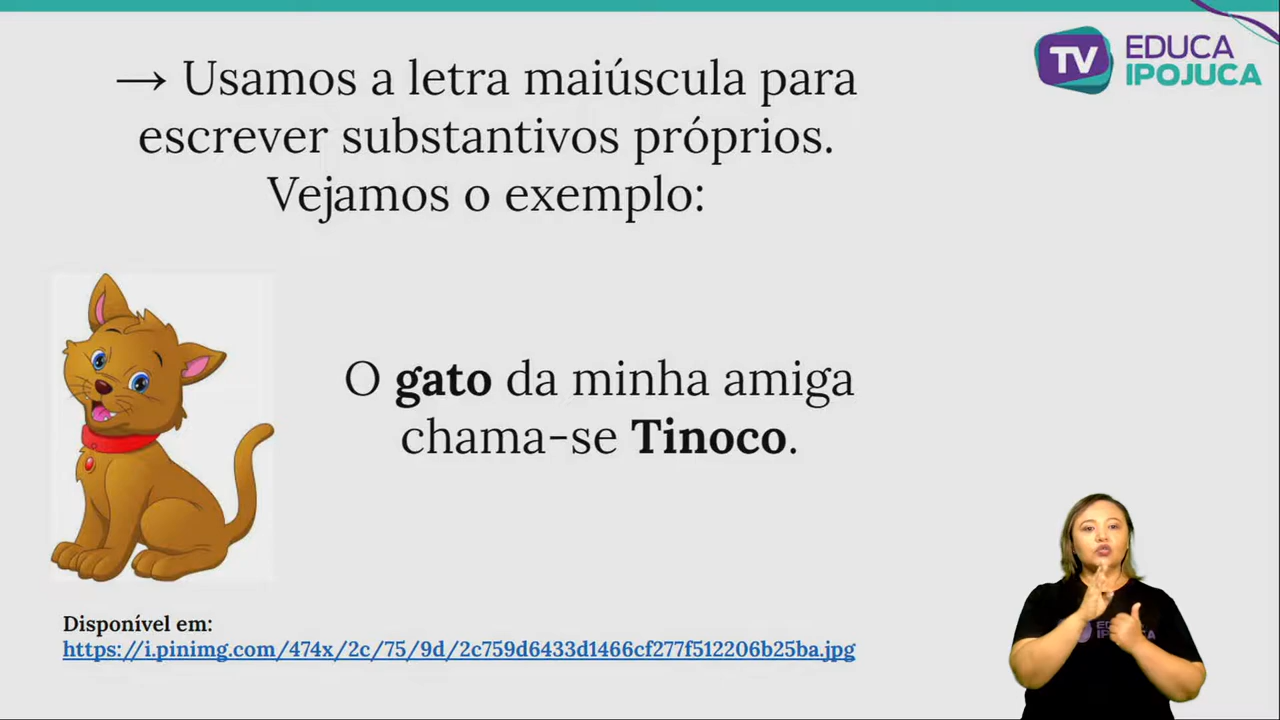 → Usamos a letra maiúscula para
escrever substantivos próprios.
Vejamos o exemplo:
TV EDUCA
IPOJUCA
O gato da minha amiga
chama-se Tinoco.
Disponível em:
https://i.pinimg.com/474x/2c/75/9d/2c759d6433d1466cf277f512206b25ba.jpg
IPOJUCA